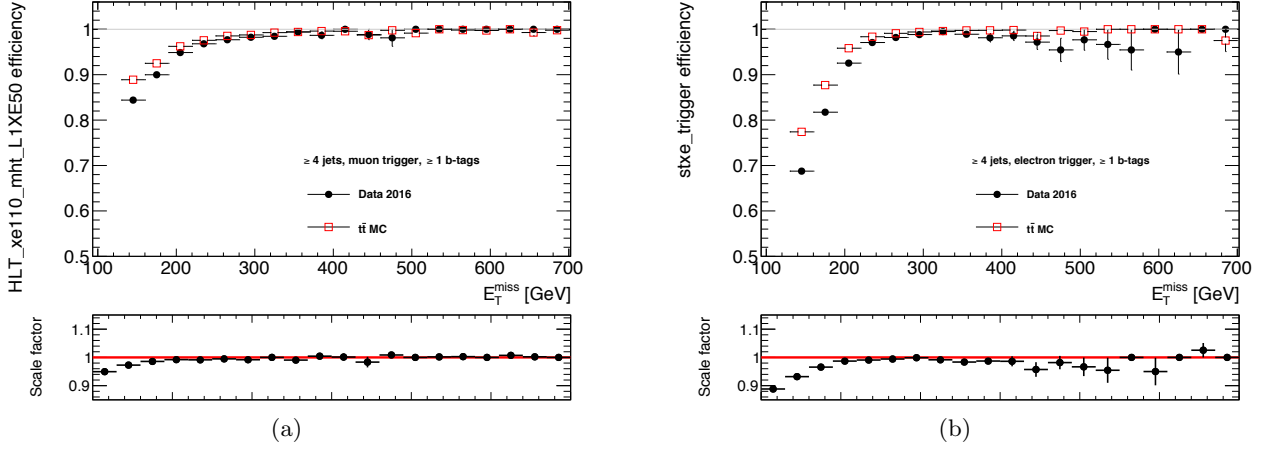 HLT_xe110_mht_L1XE50 efficiency
1
0.9
0.8
0.7
0.6
0.5
≥ 4 jets, muon trigger, ≥ 1 b-tags
Data 2016
tt̄ MC
100 200 300 400 500 600 700
E_T^miss [GeV]
Scale factor
1.1
1
0.9
(a)
stxe_trigger efficiency
1
0.9
0.8
0.7
0.6
0.5
≥ 4 jets, electron trigger, ≥ 1 b-tags
Data 2016
tt̄ MC
100 200 300 400 500 600 700
E_T^miss [GeV]
Scale factor
1.1
1
0.9
(b)